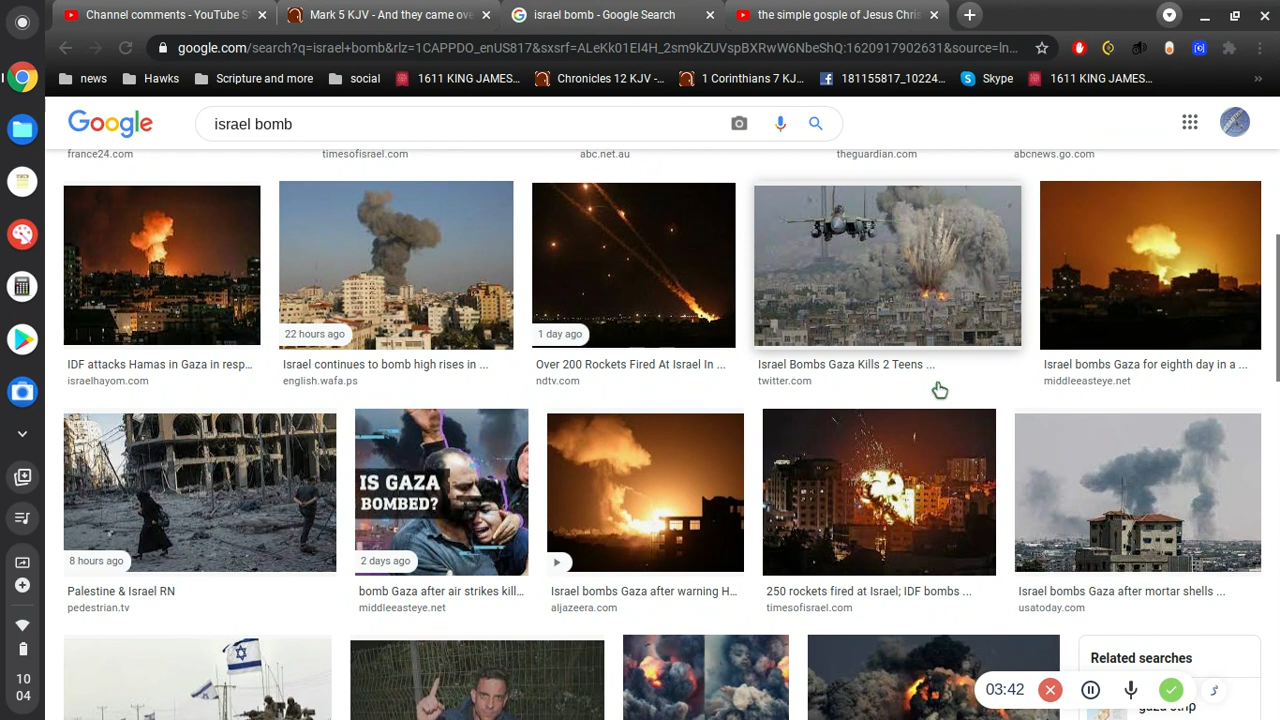 Channel comments - YouTube S
Mark 5 KJV - And they came ove
israel bomb - Google Search
the simple gosple of Jesus Chris
google.com/search?q=israel+bomb&rlz=1CAPPDO_enUS817&sxsrf=ALeKk01EI4H_2sm9kZUVspBXRwW6NbeShQ:1620917902631&source=ln...
news
Hawks
Scripture and more
social
1611 KING JAMES...
Chronicles 12 KJV -...
1 Corinthians 7 KJ...
181155817_10224...
Skype
1611 KING JAMES...
»
Google
israel bomb
france24.com
timesofisrael.com
abc.net.au
theguardian.com
abcnews.go.com
22 hours ago
1 day ago
IDF attacks Hamas in Gaza in resp...
israelhayom.com
Israel continues to bomb high rises in ...
english.wafa.ps
Over 200 Rockets Fired At Israel In ...
ndtv.com
Israel Bombs Gaza Kills 2 Teens ...
twitter.com
Israel bombs Gaza for eighth day in a ...
middleeasteye.net
IS GAZA
BOMBED?
8 hours ago
2 days ago
Palestine & Israel RN
pedestrian.tv
bomb Gaza after air strikes kill...
middleeasteye.net
Israel bombs Gaza after warning H...
aljazeera.com
250 rockets fired at Israel; IDF bombs ...
timesofisrael.com
Israel bombs Gaza after mortar shells ...
usatoday.com
Related searches
gaza strip
03:42
10
04